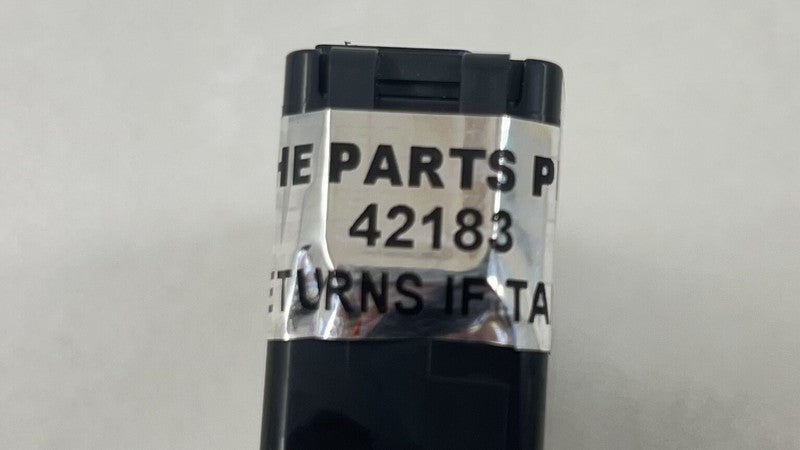 HE PARTS P
42183
ETURNS IF TA